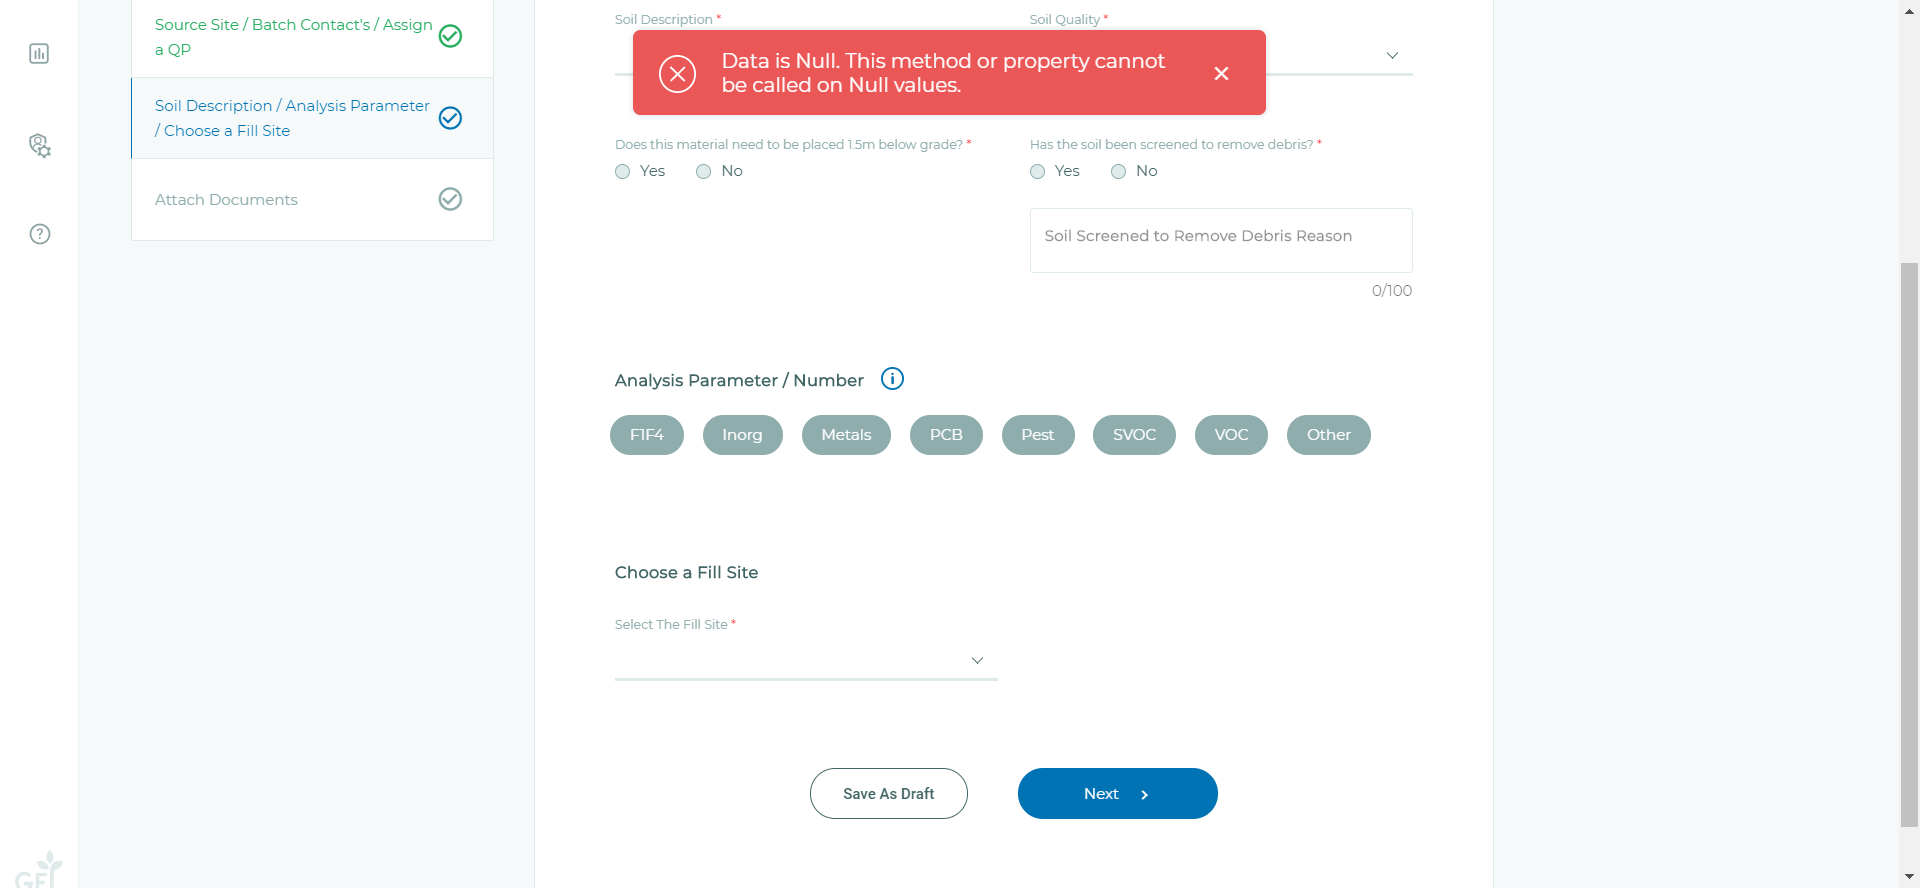 Source Site / Batch Contact's / Assign
a QP
Soil Description / Analysis Parameter
/ Choose a Fill Site
Attach Documents
Soil Description *
Soil Quality *
Data is Null. This method or property cannot
be called on Null values.
Does this material need to be placed 1.5m below grade? *
Has the soil been screened to remove debris? *
Yes
No
Yes
No
Soil Screened to Remove Debris Reason
0/100
Analysis Parameter / Number
F1F4
Inorg
Metals
PCB
Pest
SVOC
VOC
Other
Choose a Fill Site
Select The Fill Site *
Save As Draft
Next